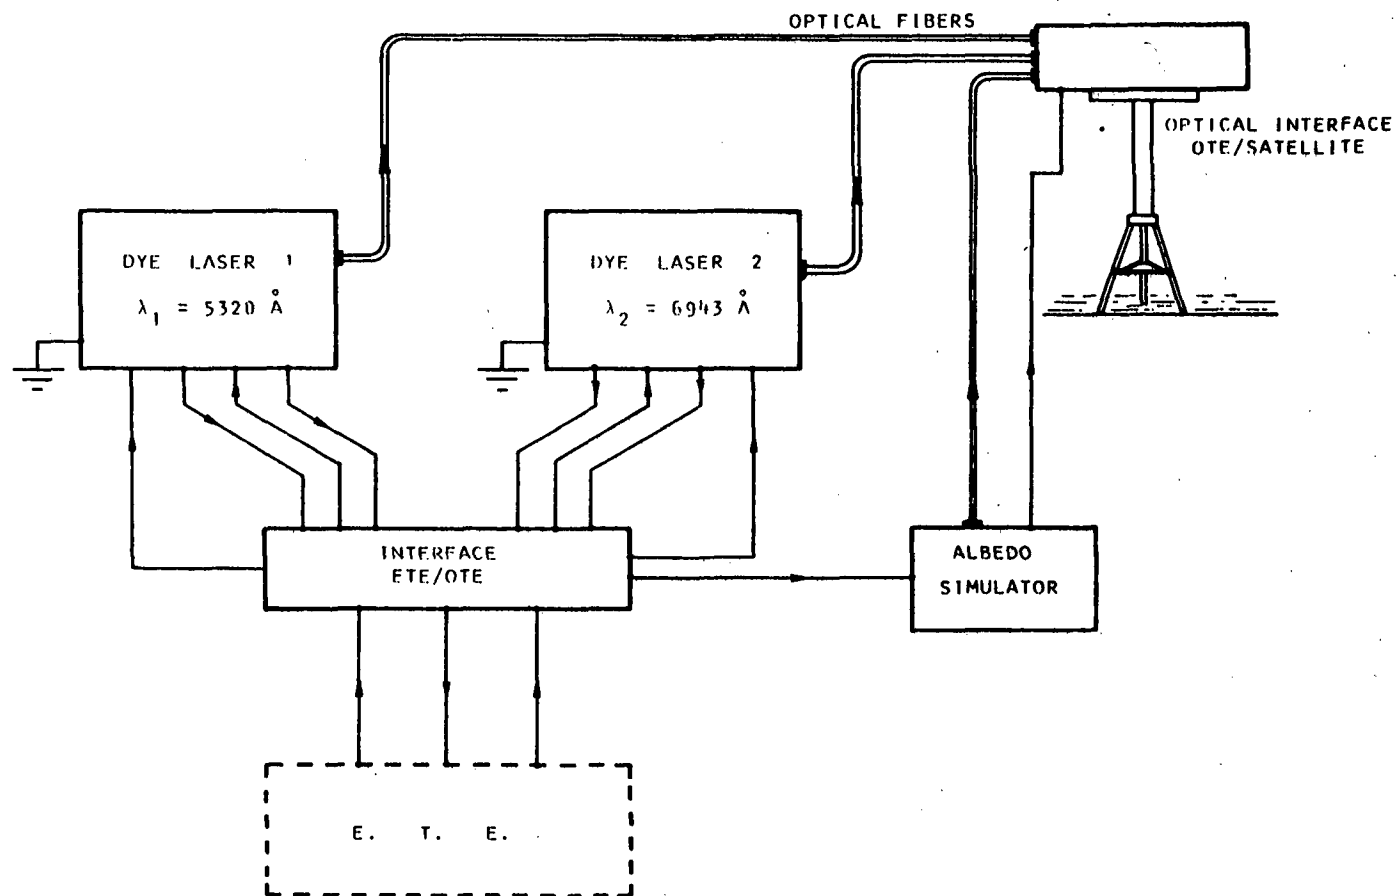 OPTICAL FIBERS
OPTICAL INTERFACE
OTE/SATELLITE
DYE LASER 1
λ₁ = 5320 Å
DYE LASER 2
λ₂ = 6943 Å
INTERFACE
ETE/OTE
ALBEDO
SIMULATOR
E. T. E.